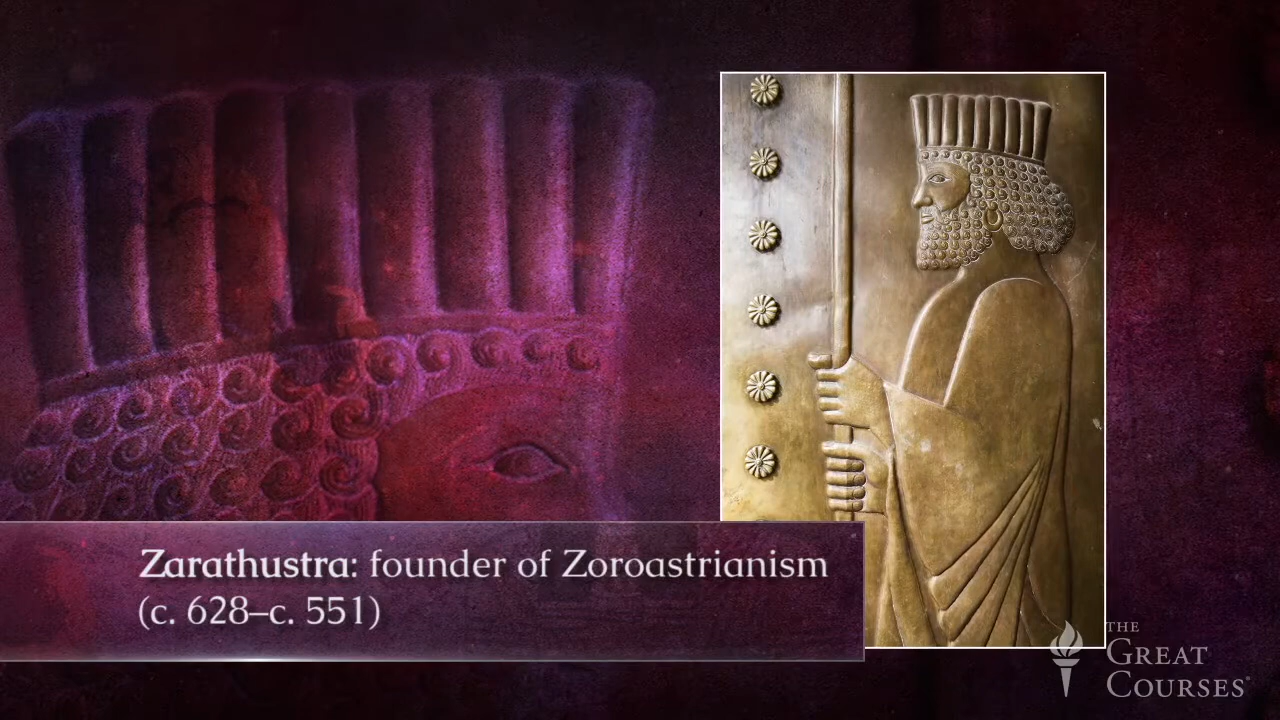 Zarathustra: founder of Zoroastrianism
(c. 628–c. 551)
THE
GREAT
COURSES®